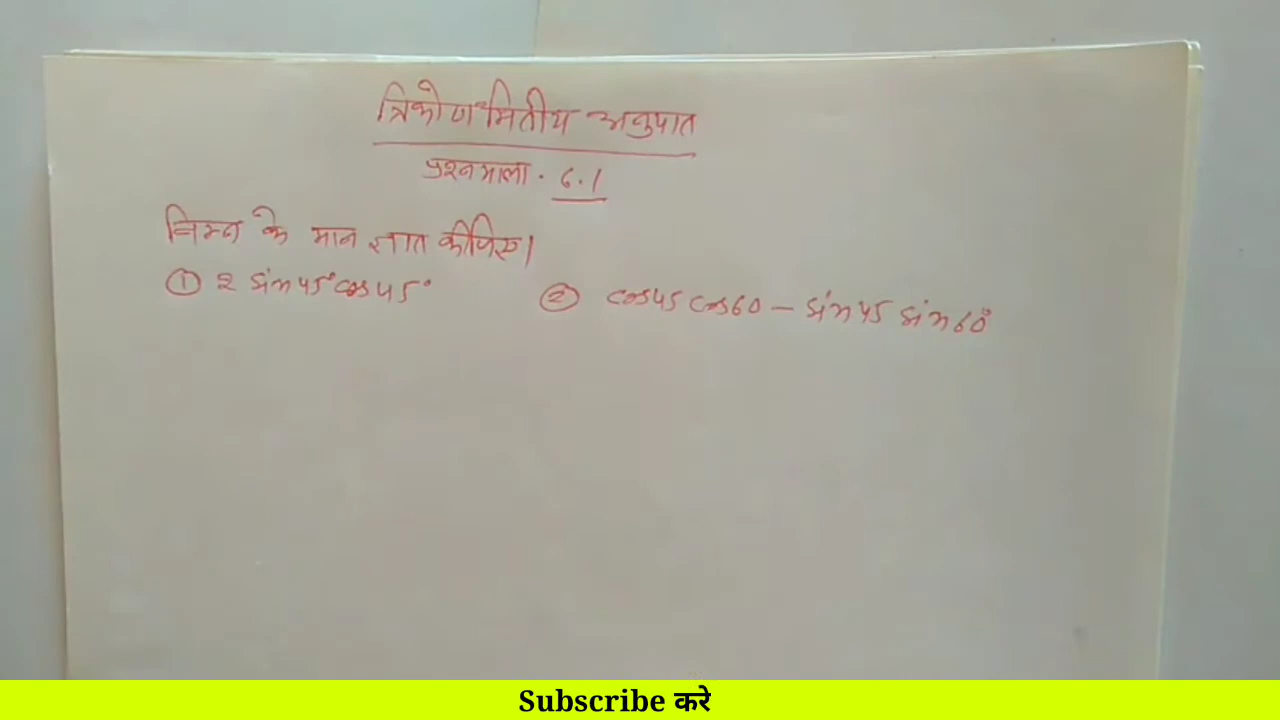 त्रिकोणमितीय अनुपात
प्रश्नमाला. 6.1
निम्न के मान ज्ञात कीजिए।
① 2 sin45°cos45°
② cos45 cos60 – sin45 sin60°
Subscribe करे